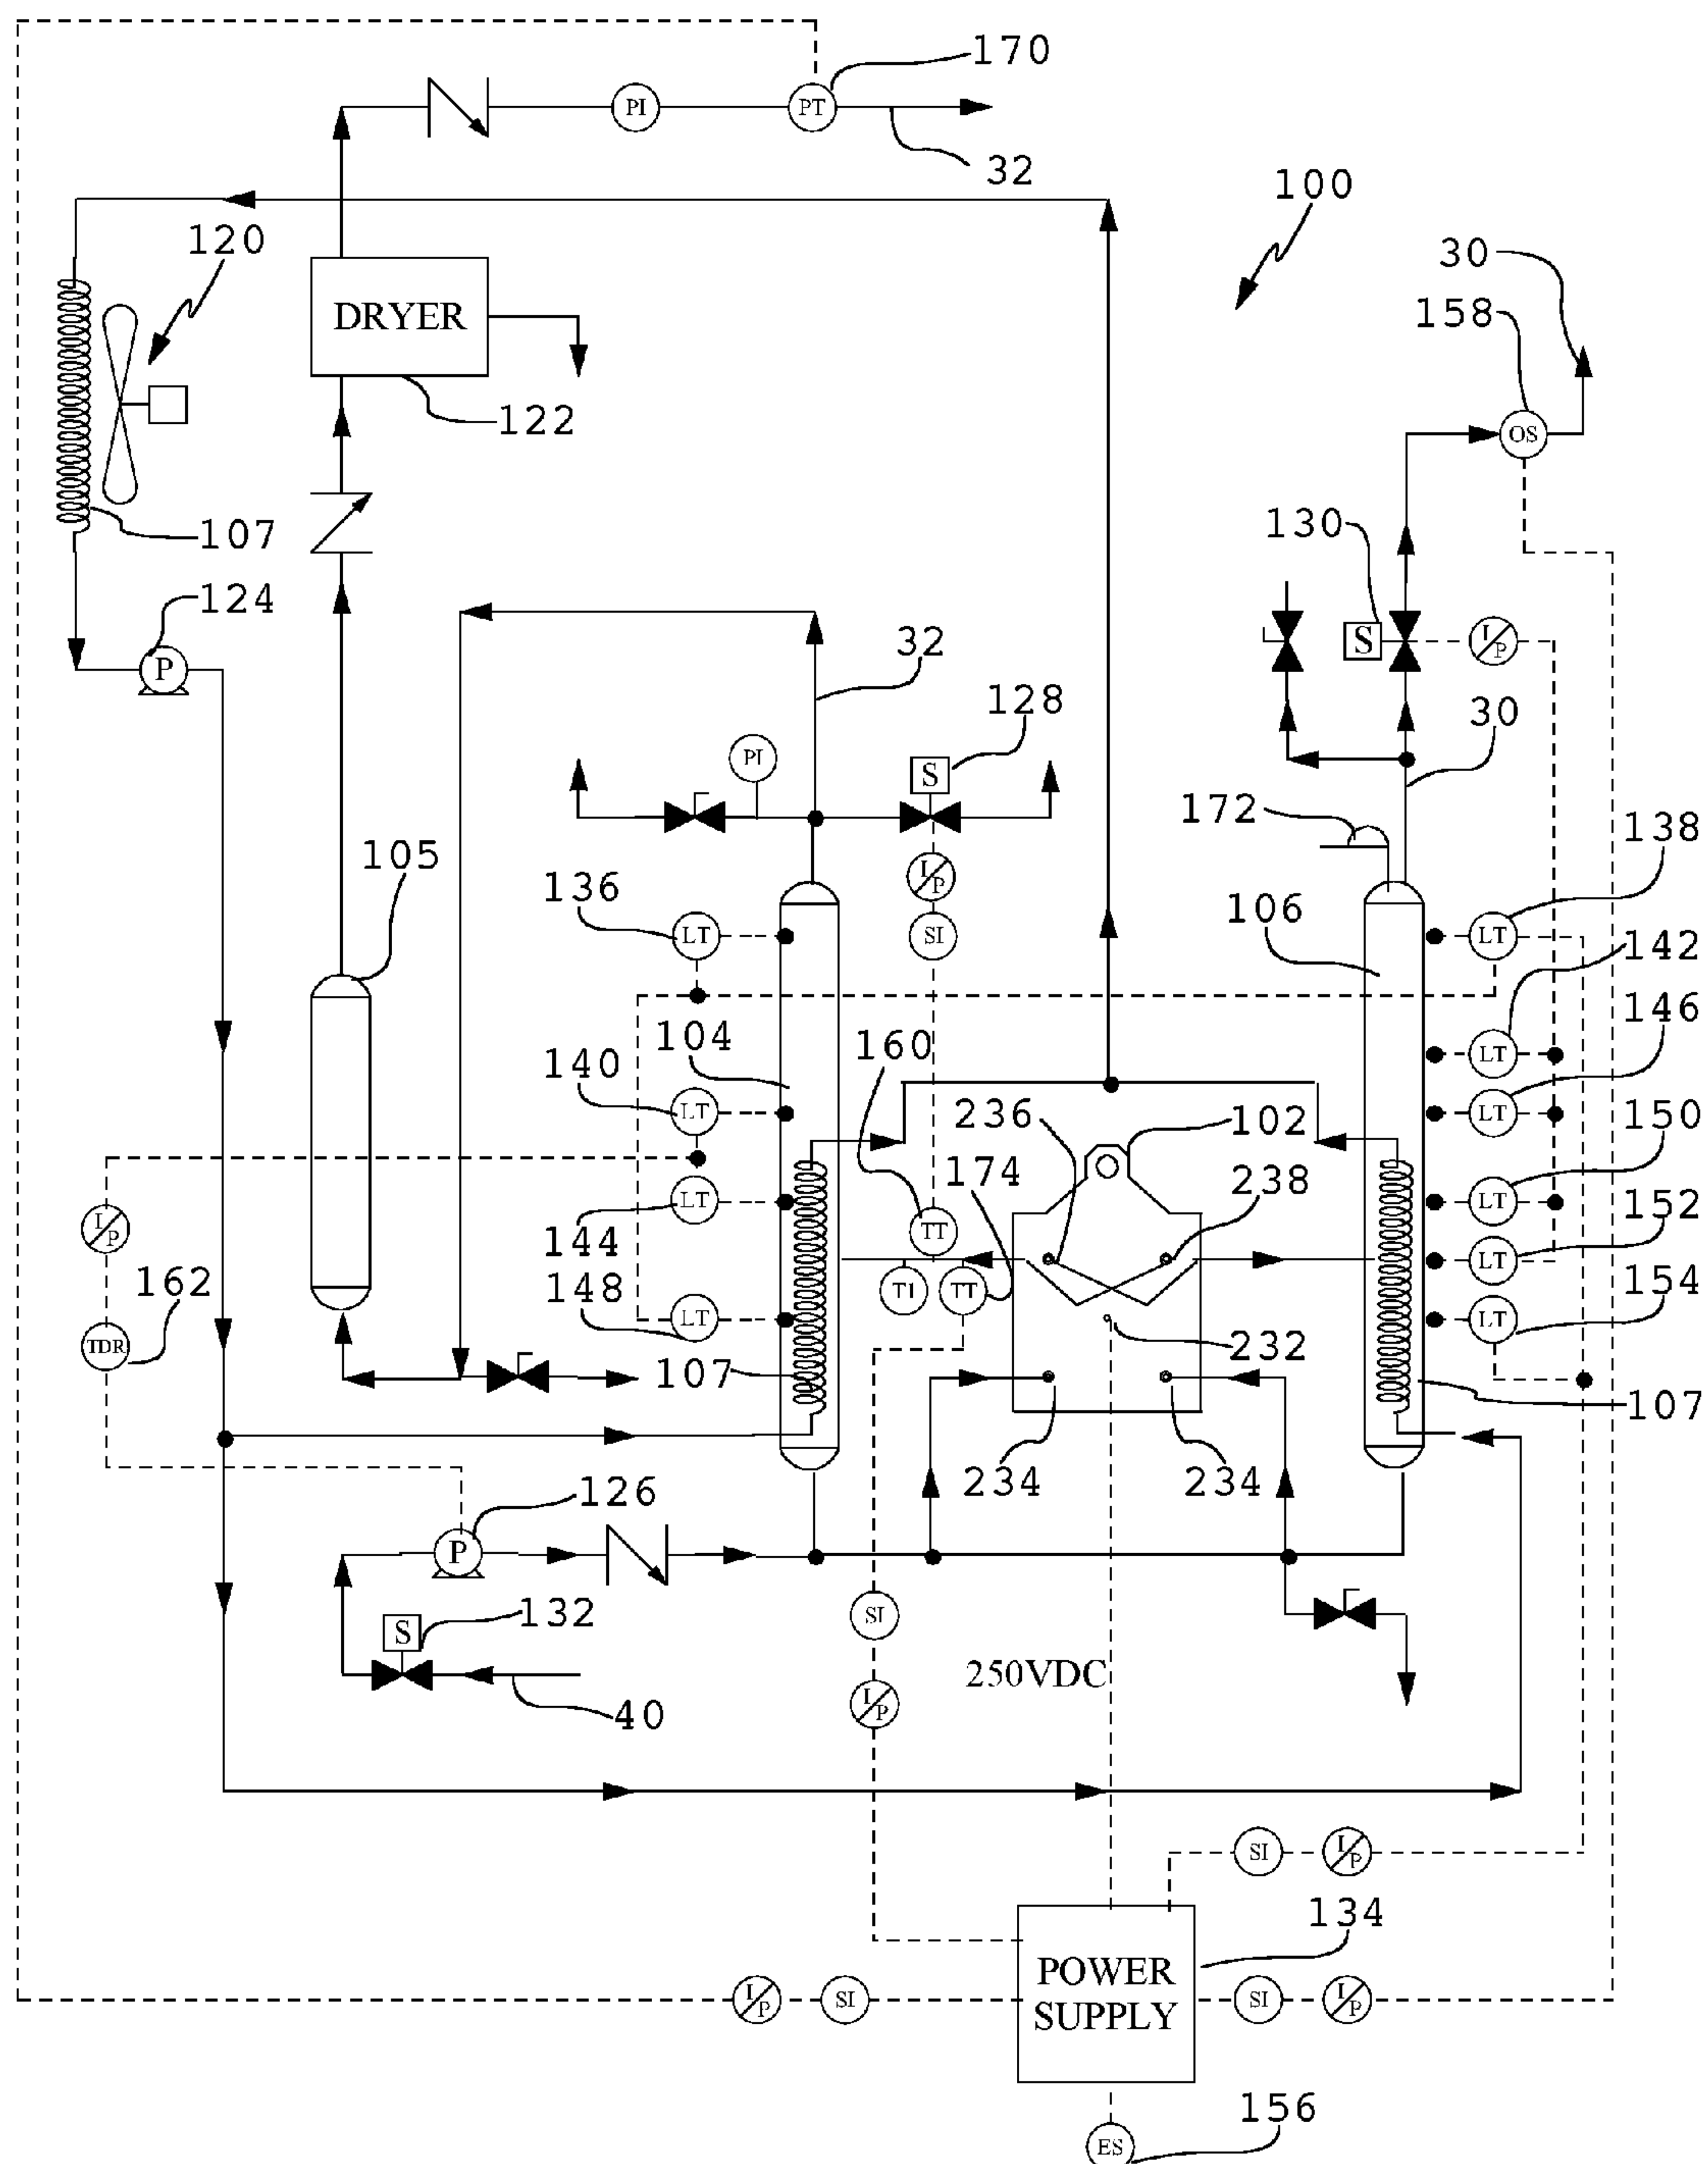 170
PI
PT
32
100
120
30
158
DRYER
OS
122
130
107
124
P
32
S
I/P
128
30
PI
S
172
138
105
136
I/P
106
LT
SI
LT
142
146
104
160
140
LT
LT
236
102
LT
150
174
238
I/P
LT
TT
LT
152
144
162
148
TI
TT
LT
154
TDR
LT
232
LT
107
107
234
234
126
P
132
S
SI
250VDC
I/P
40
SI
I/P
134
POWER
SUPPLY
I/P
SI
SI
I/P
156
ES